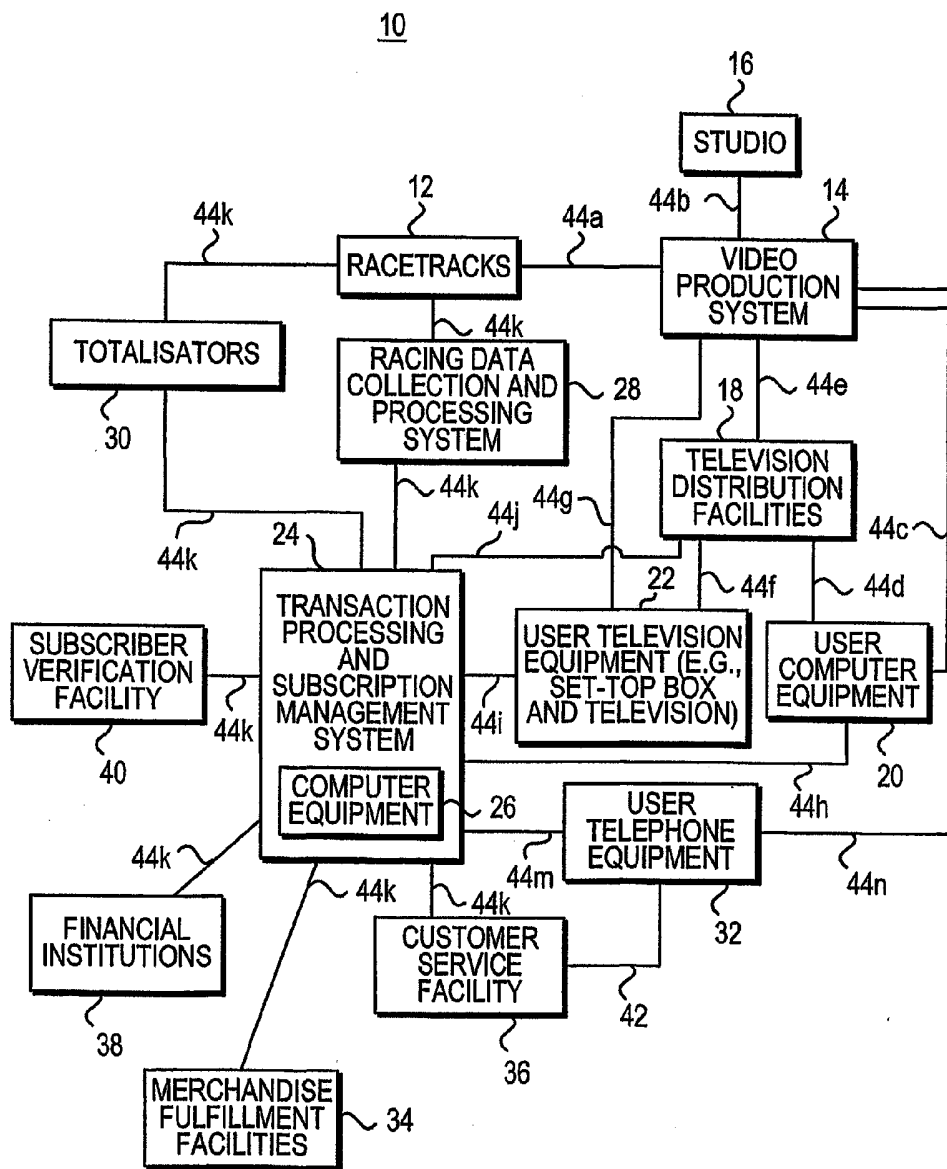 10
16
STUDIO
12
14
44k
44a
44b
RACETRACKS
VIDEO
PRODUCTION
SYSTEM
44k
TOTALISATORS
RACING DATA
COLLECTION AND
PROCESSING
SYSTEM
28
18
44e
30
TELEVISION
DISTRIBUTION
FACILITIES
44k
44k
44j
44g
44c
24
22
44f
44d
TRANSACTION
PROCESSING
AND
SUBSCRIPTION
MANAGEMENT
SYSTEM
USER TELEVISION
EQUIPMENT (E.G.,
SET-TOP BOX
AND TELEVISION)
USER
COMPUTER
EQUIPMENT
SUBSCRIBER
VERIFICATION
FACILITY
44k
44i
40
20
COMPUTER
EQUIPMENT
26
44h
USER
TELEPHONE
EQUIPMENT
44k
44m
44n
44k
44k
32
FINANCIAL
INSTITUTIONS
CUSTOMER
SERVICE
FACILITY
42
38
36
MERCHANDISE
FULFILLMENT
FACILITIES
34